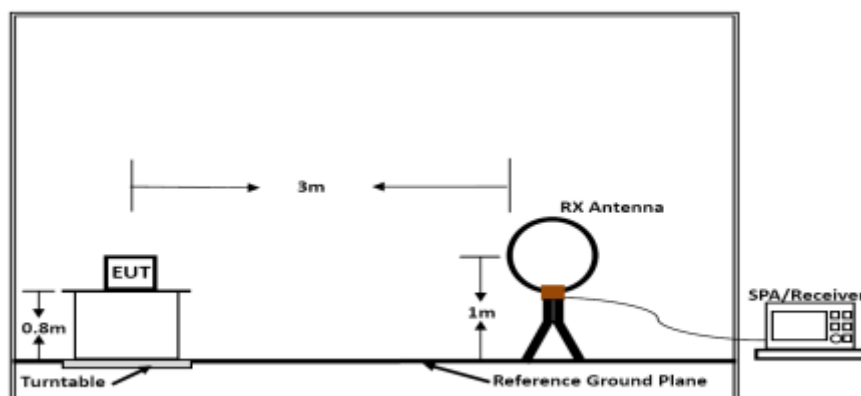 3m
RX Antenna
EUT
SPA/Receiver
0.8m
1m
Turntable
Reference Ground Plane